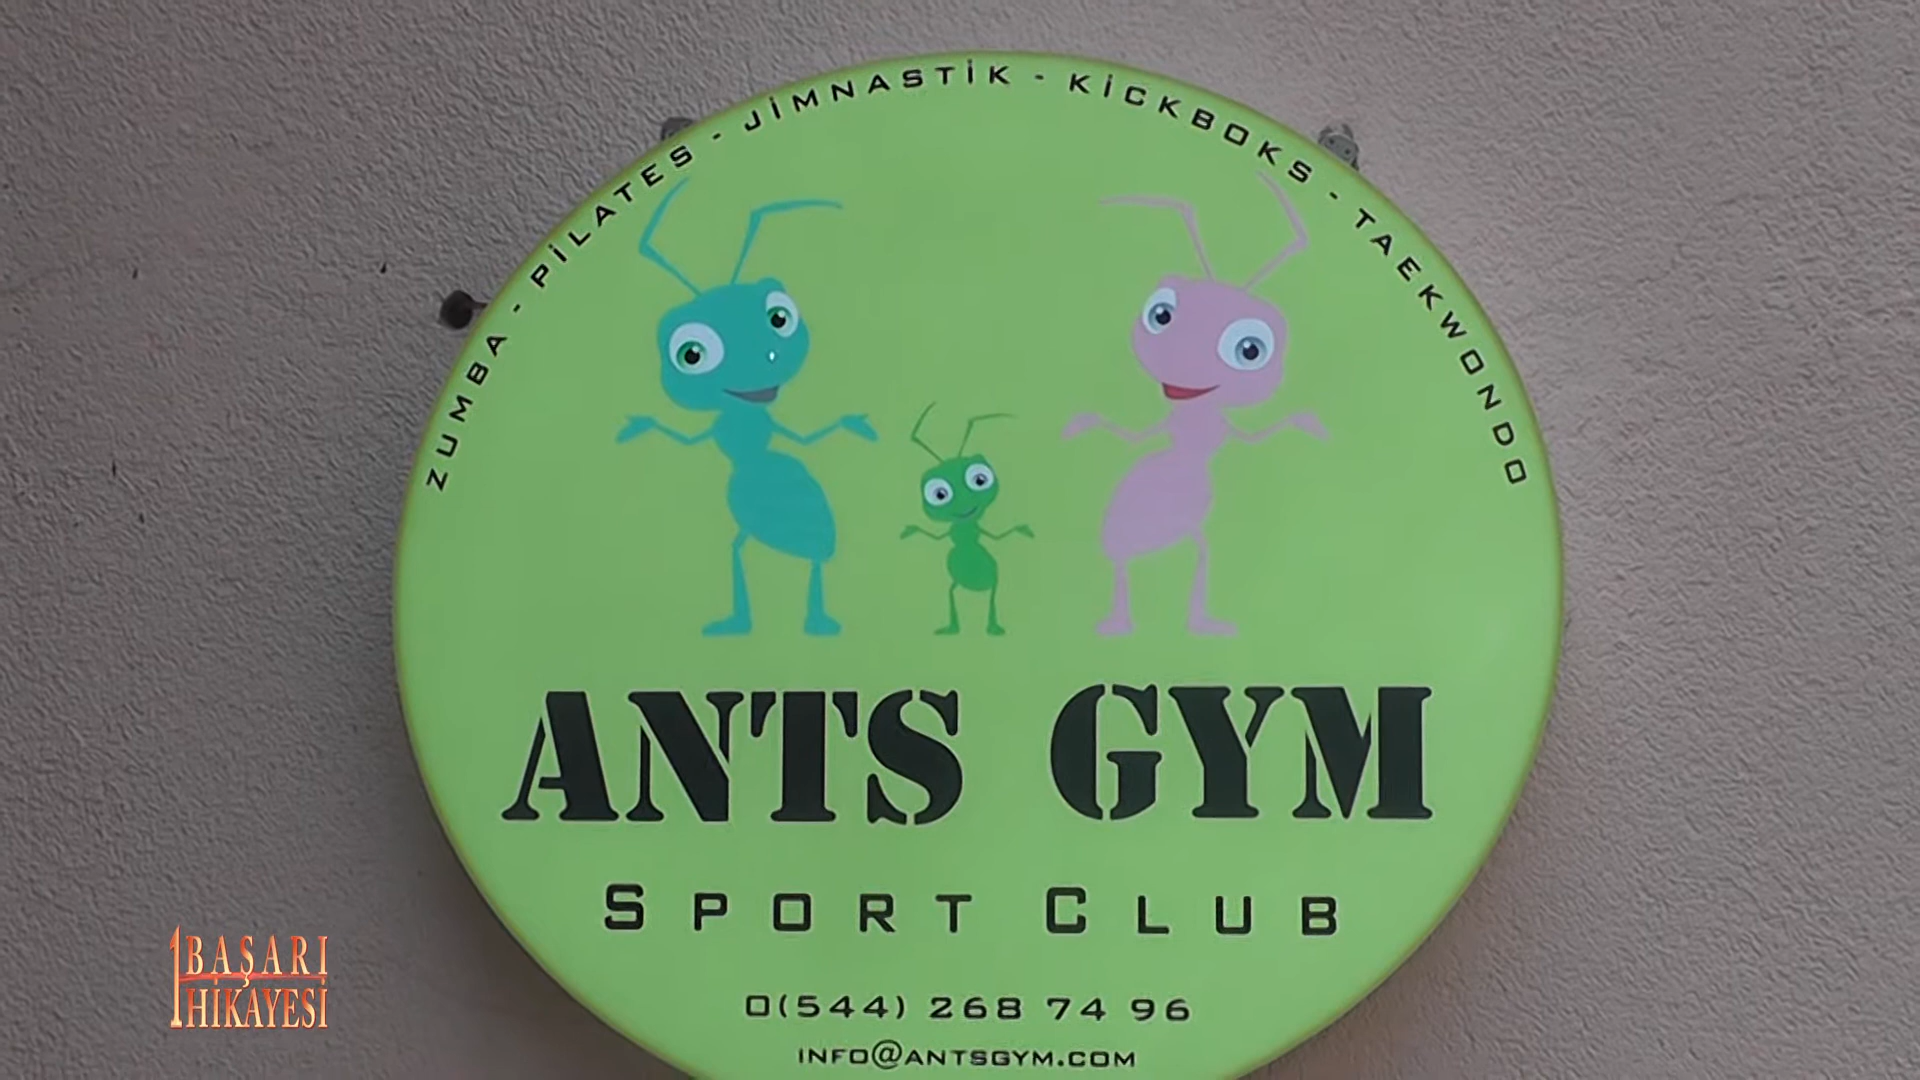 ZUMBA - PİLATES - JİMNASTİK - KİCKBOKS - TAEKWONDO
ANTS GYM
SPORT CLUB
0(544) 268 74 96
INFO@ANTSGYM.COM
1 BAŞARI
HİKAYESİ